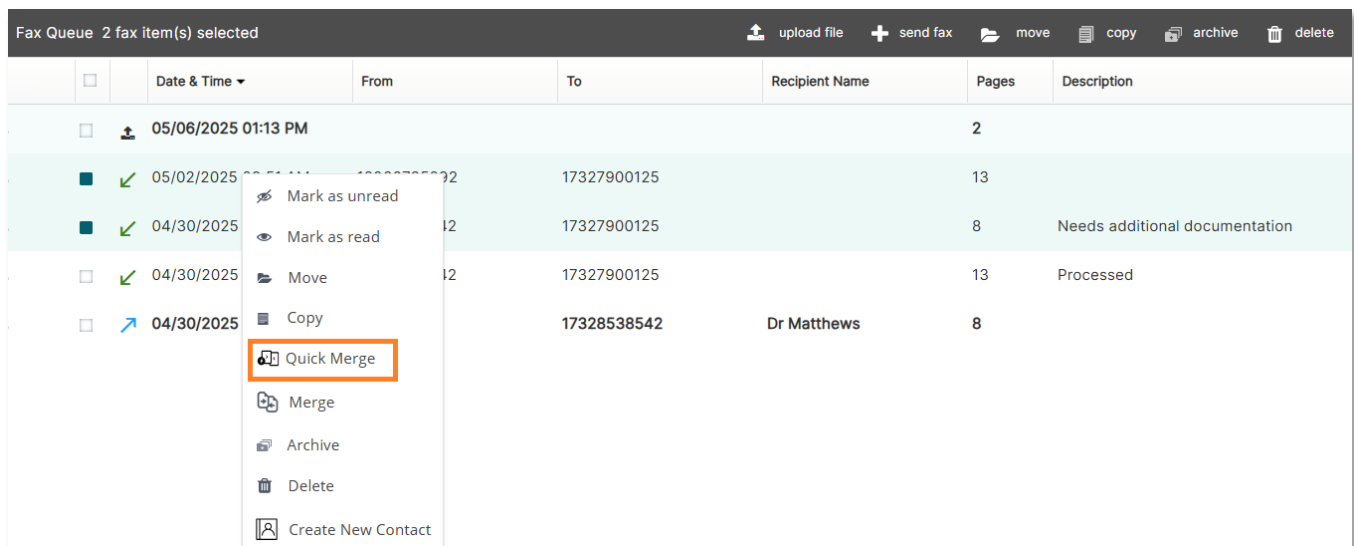 Fax Queue 2 fax item(s) selected
upload file send fax move copy archive delete
Date & Time From To Recipient Name Pages Description
05/06/2025 01:13 PM 2
05/02/2025 17327900125 13
04/30/2025 17327900125 8 Needs additional documentation
04/30/2025 17327900125 13 Processed
04/30/2025 17328538542 Dr Matthews 8
Mark as unread
Mark as read
Move
Copy
Quick Merge
Merge
Archive
Delete
Create New Contact